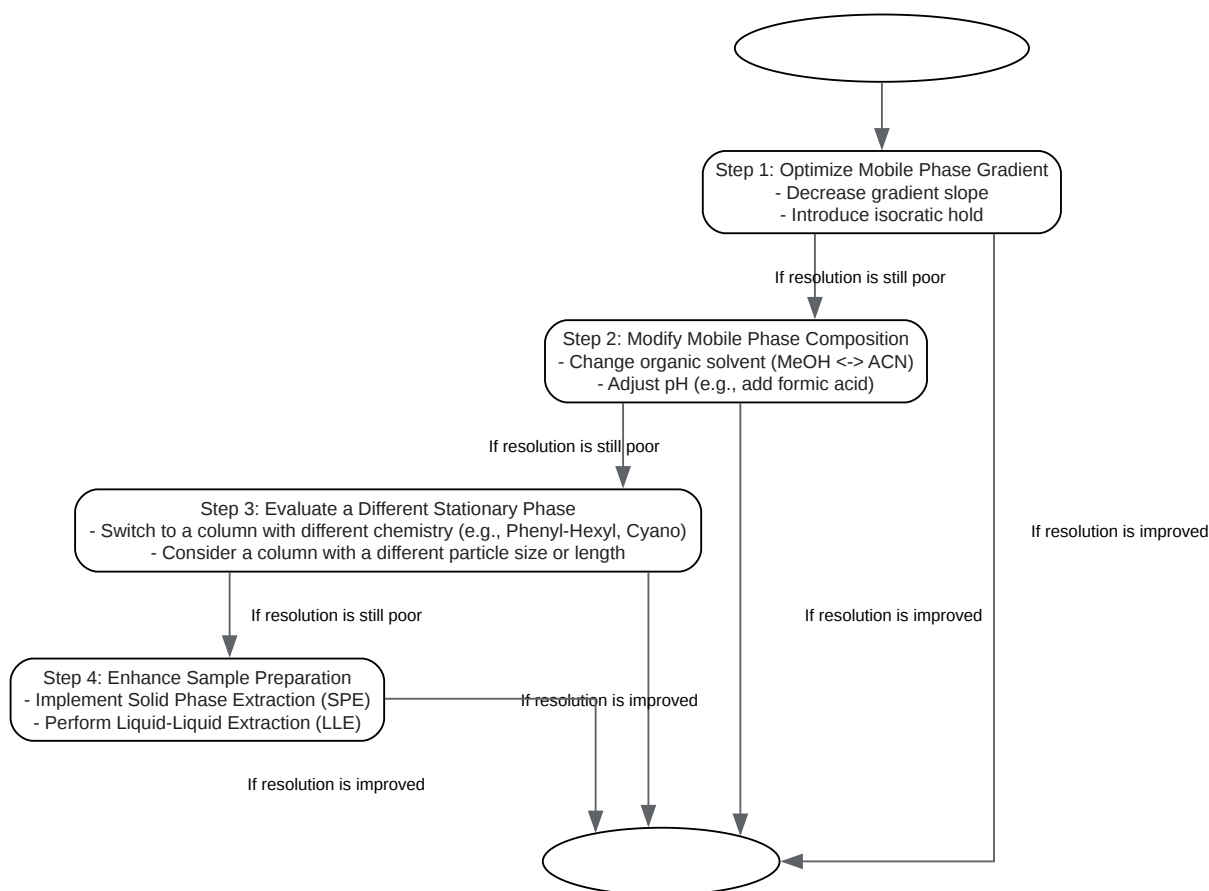 Step 1: Optimize Mobile Phase Gradient
- Decrease gradient slope
- Introduce isocratic hold
If resolution is still poor
Step 2: Modify Mobile Phase Composition
- Change organic solvent (MeOH <-> ACN)
- Adjust pH (e.g., add formic acid)
If resolution is still poor
Step 3: Evaluate a Different Stationary Phase
- Switch to a column with different chemistry (e.g., Phenyl-Hexyl, Cyano)
- Consider a column with a different particle size or length
If resolution is improved
If resolution is still poor
If resolution is improved
Step 4: Enhance Sample Preparation
- Implement Solid Phase Extraction (SPE)
- Perform Liquid-Liquid Extraction (LLE)
If resolution is improved
If resolution is improved